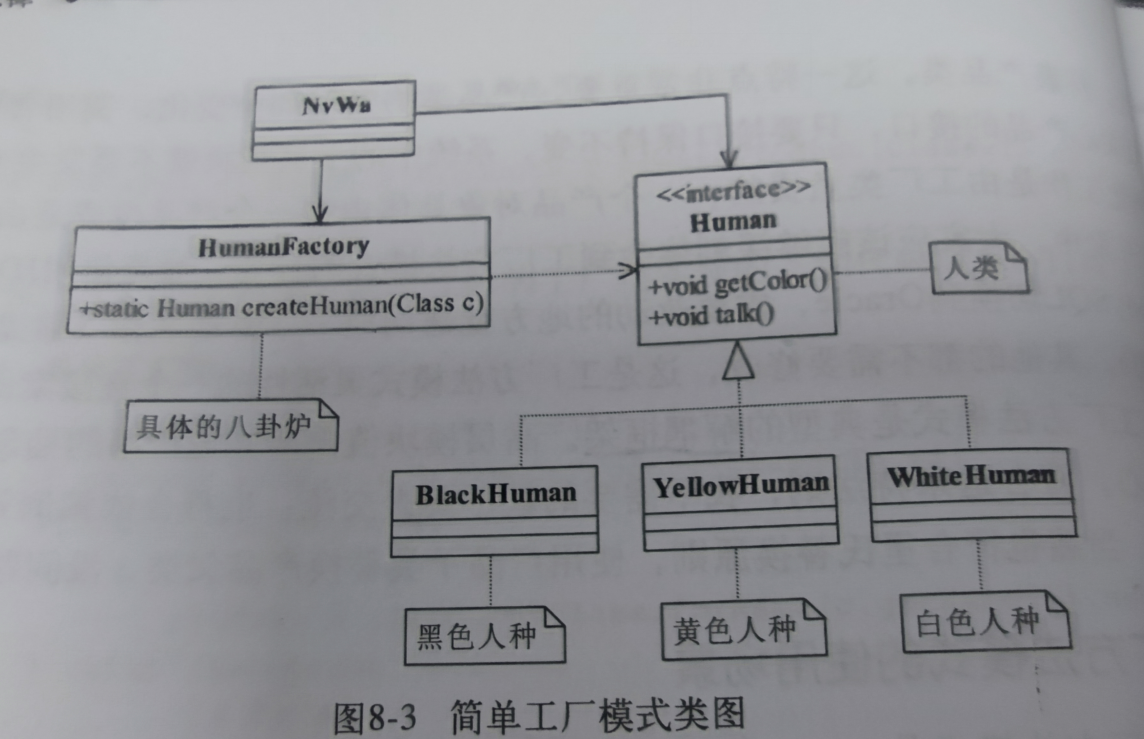 NvWa
<<interface>>
Human
+void getColor()
+void talk()
人类
HumanFactory
+static Human createHuman(Class c)
具体的八卦炉
BlackHuman
YellowHuman
WhiteHuman
黑色人种
黄色人种
白色人种
图8-3 简单工厂模式类图